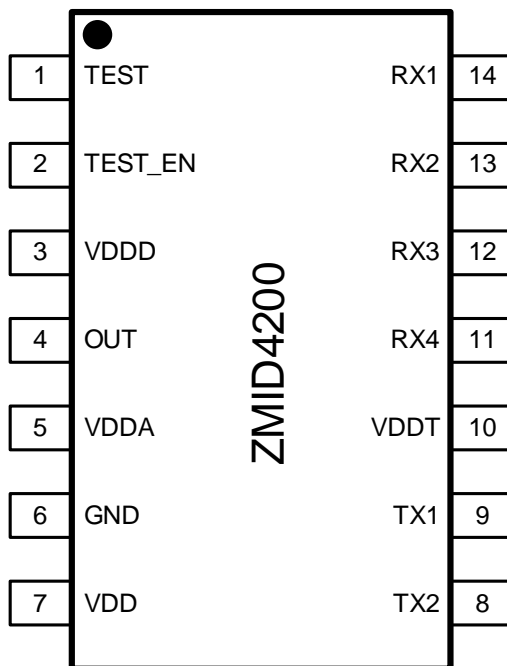 1 TEST RX1 14
2 TEST_EN RX2 13
3 VDDD RX3 12
4 OUT RX4 11
5 VDDA VDDT 10
6 GND TX1 9
7 VDD TX2 8
ZMID4200